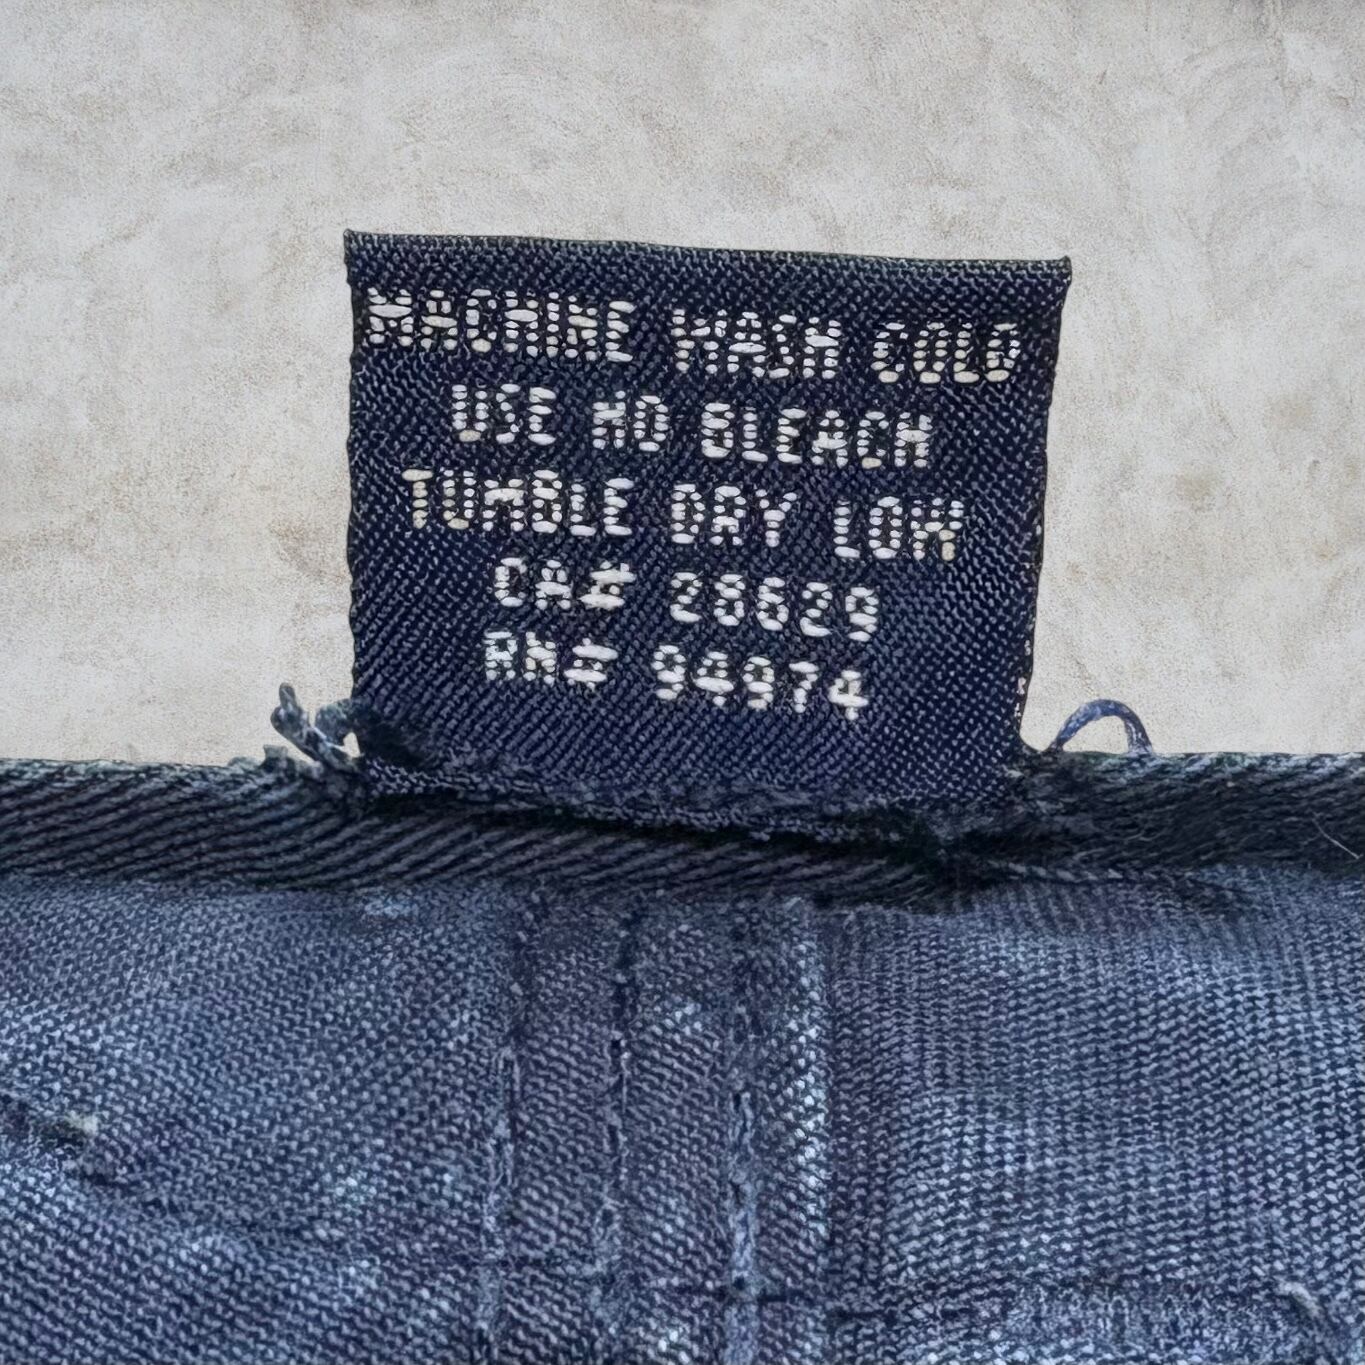 MACHINE WASH COLD
USE NO BLEACH
TUMBLE DRY LOW
CA# 28629
RN# 94974